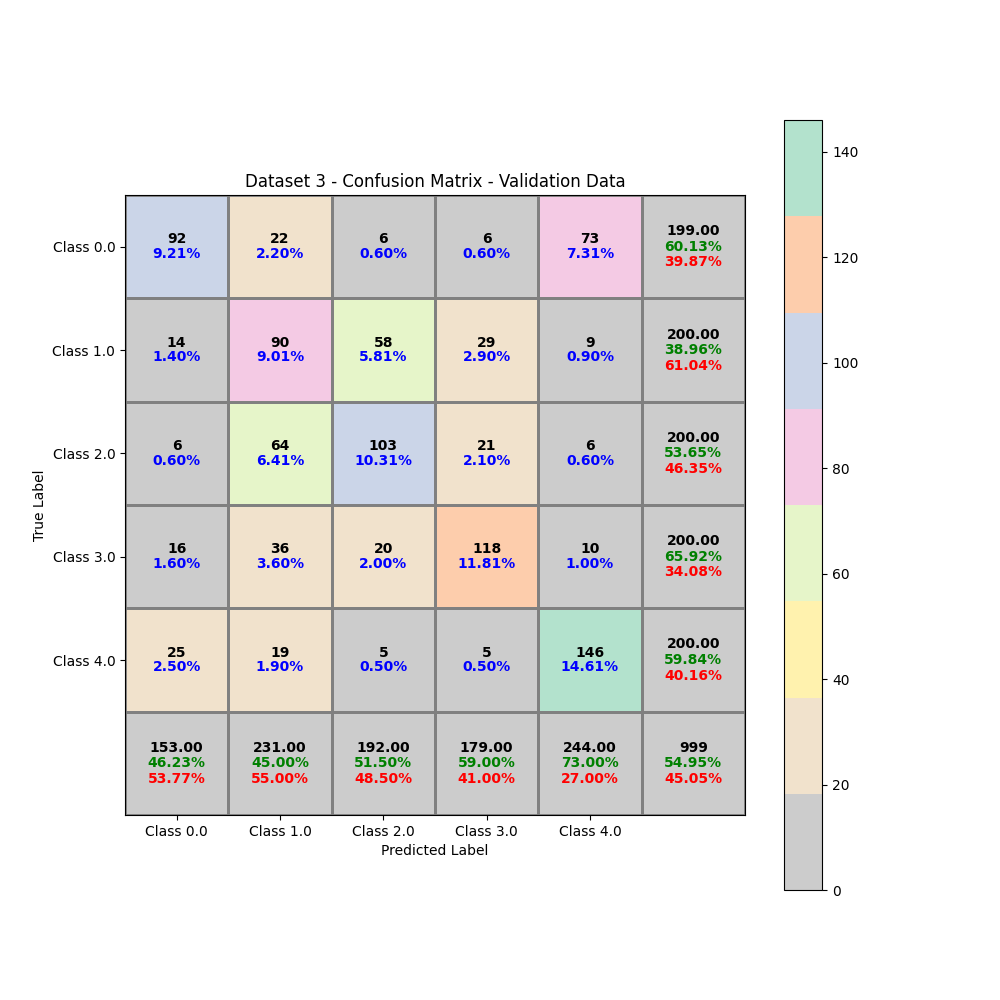 Dataset 3 - Confusion Matrix - Validation Data
140
120
100
80
60
40
20
0
True Label
Class 0.0
92 22 6 6 73 199.00
9.21% 2.20% 0.60% 0.60% 7.31% 60.13%
39.87%
Class 1.0
14 90 58 29 9 200.00
1.40% 9.01% 5.81% 2.90% 0.90% 38.96%
61.04%
Class 2.0
6 64 103 21 6 200.00
0.60% 6.41% 10.31% 2.10% 0.60% 53.65%
46.35%
Class 3.0
16 36 20 118 10 200.00
1.60% 3.60% 2.00% 11.81% 1.00% 65.92%
34.08%
Class 4.0
25 19 5 5 146 200.00
2.50% 1.90% 0.50% 0.50% 14.61% 59.84%
40.16%
153.00 231.00 192.00 179.00 244.00 999
46.23% 45.00% 51.50% 59.00% 73.00% 54.95%
53.77% 55.00% 48.50% 41.00% 27.00% 45.05%
Class 0.0 Class 1.0 Class 2.0 Class 3.0 Class 4.0
Predicted Label